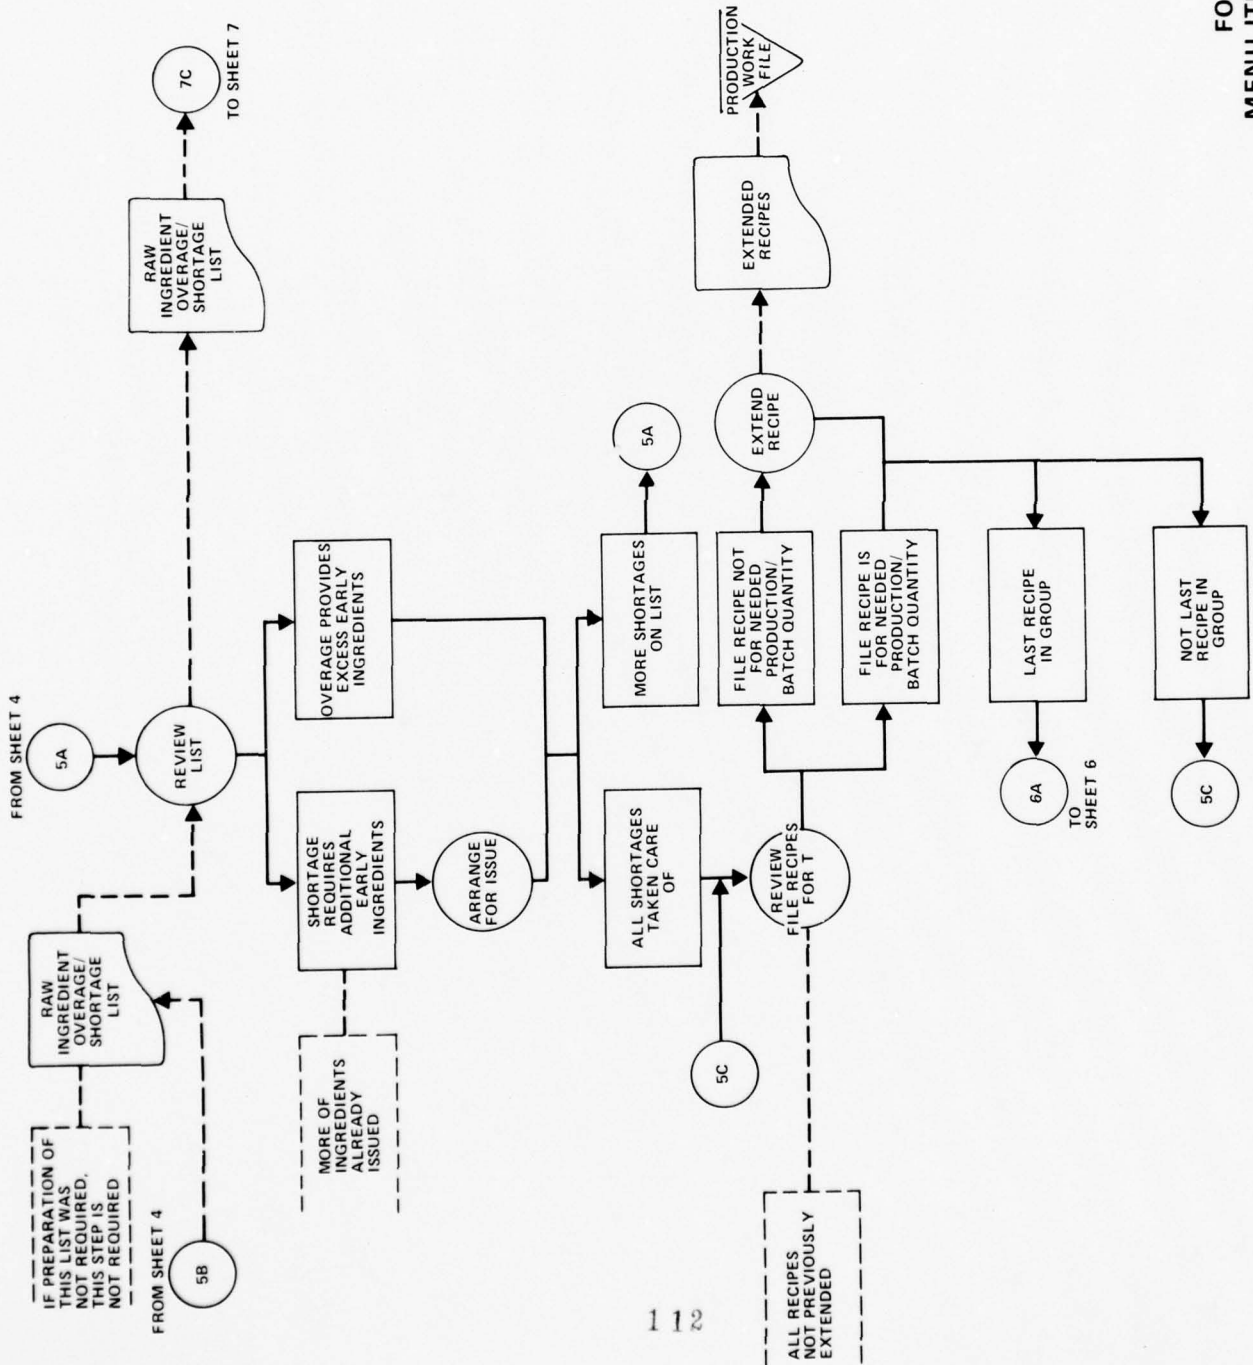 FROM SHEET 4
5A
IF PREPARATION OF
THIS LIST WAS
NOT REQUIRED,
THIS STEP IS
NOT REQUIRED
RAW
INGREDIENT
OVERAGE/
SHORTAGE
LIST
REVIEW
LIST
RAW
INGREDIENT
OVERAGE/
SHORTAGE
LIST
7C
TO SHEET 7
FROM SHEET 4
5B
MORE OF
INGREDIENTS
ALREADY
ISSUED
SHORTAGE
REQUIRES
ADDITIONAL
EARLY
INGREDIENTS
OVERAGE PROVIDES
EXCESS EARLY
INGREDIENTS
ARRANGE
FOR ISSUE
ALL SHORTAGES
TAKEN CARE
OF
MORE SHORTAGES
ON LIST
5A
5C
REVIEW
FILE RECIPES
FOR T
FILE RECIPE NOT
FOR NEEDED
PRODUCTION/
BATCH QUANTITY
EXTEND
RECIPE
EXTENDED
RECIPES
PRODUCTION
WORK
FILE
ALL RECIPES
NOT PREVIOUSLY
EXTENDED
FILE RECIPE IS
FOR NEEDED
PRODUCTION/
BATCH QUANTITY
6A
TO
SHEET 6
LAST RECIPE
IN GROUP
5C
NOT LAST
RECIPE IN
GROUP
FO
MENU IT
112